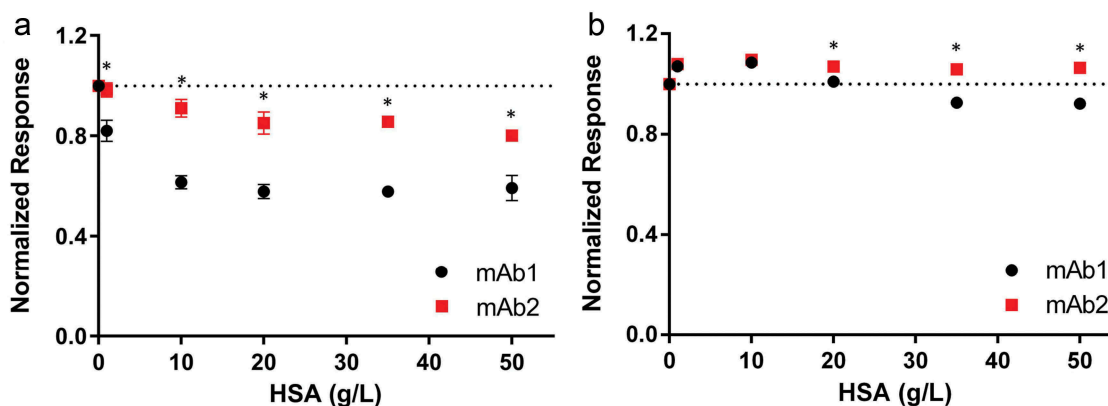 a
1.2
0.8
0.4
0.0
Normalized Response
* * * * *
mAb1
mAb2
0 10 20 30 40 50
HSA (g/L)
b
1.2
0.8
0.4
0.0
Normalized Response
* * *
mAb1
mAb2
0 10 20 30 40 50
HSA (g/L)